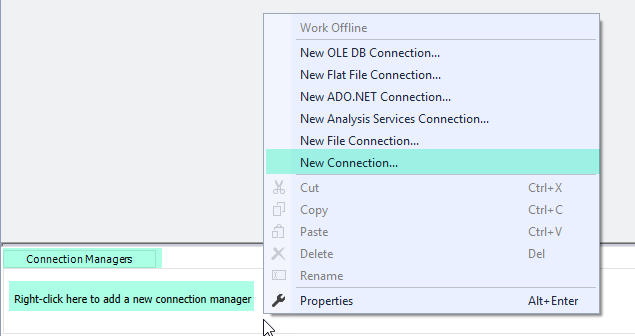 Work Offline
New OLE DB Connection...
New Flat File Connection...
New ADO.NET Connection...
New Analysis Services Connection...
New File Connection...
New Connection...
Cut Ctrl+X
Copy Ctrl+C
Paste Ctrl+V
Delete Del
Rename
Properties Alt+Enter
Connection Managers
Right-click here to add a new connection manager